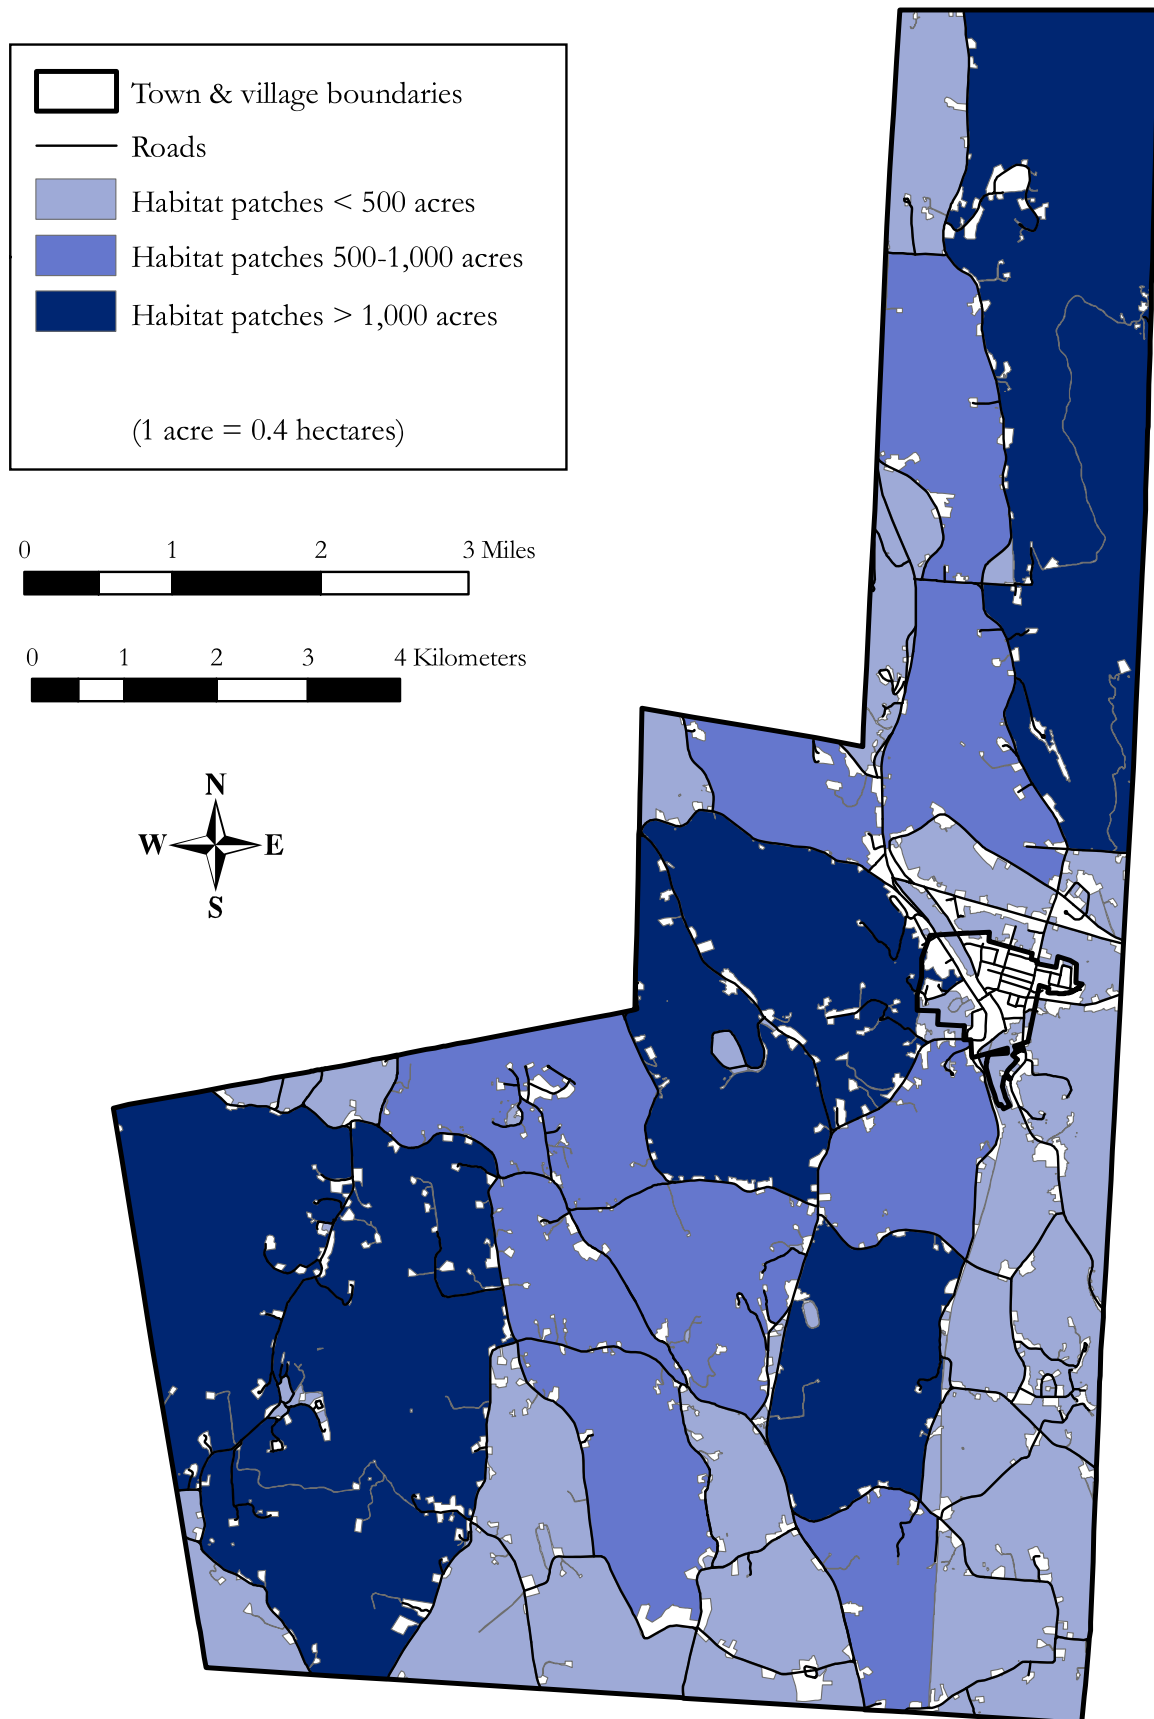 Town & village boundaries
Roads
Habitat patches < 500 acres
Habitat patches 500-1,000 acres
Habitat patches > 1,000 acres
(1 acre = 0.4 hectares)
0 1 2 3 Miles
0 1 2 3 4 Kilometers
N
W E
S